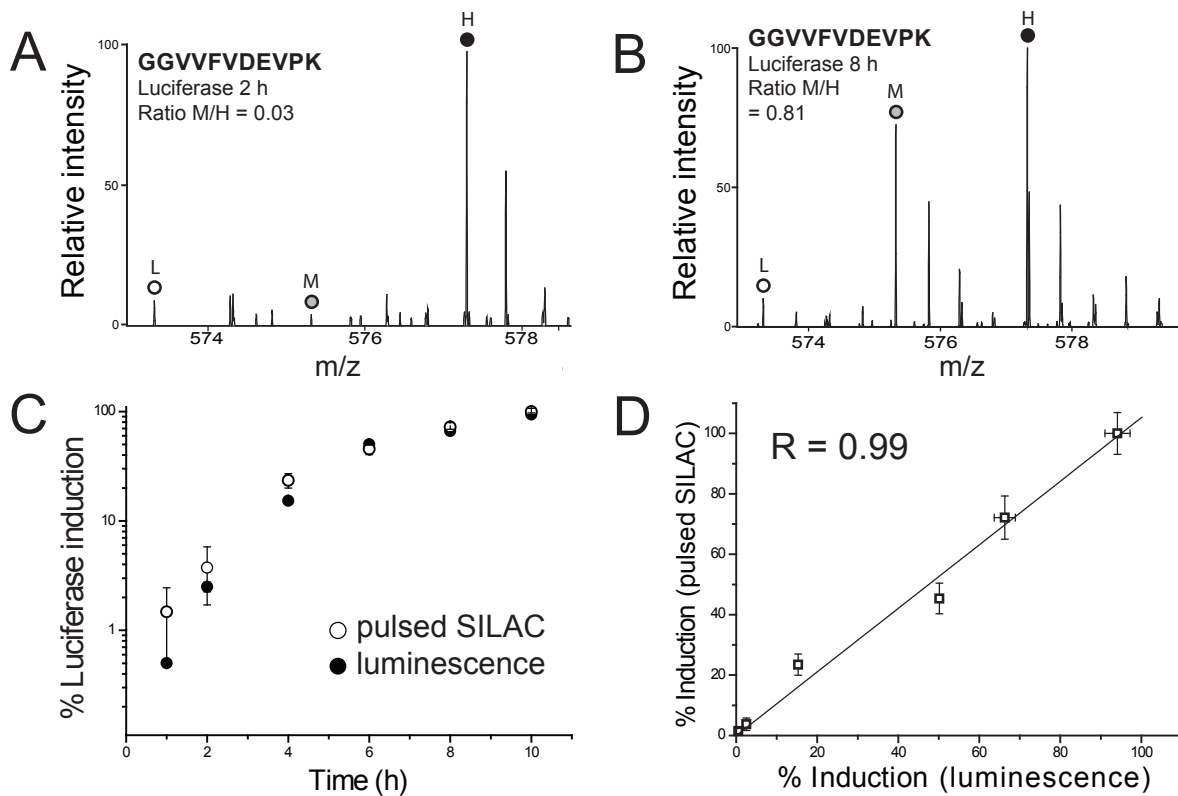 A
GGVVFVDEVPK
Luciferase 2 h
Ratio M/H = 0.03
H
L
M
100
50
0
Relative intensity
574
576
578
m/z
B
GGVVFVDEVPK
Luciferase 8 h
Ratio M/H
= 0.81
H
M
L
100
50
0
Relative intensity
574
576
578
m/z
C
100
10
1
% Luciferase induction
pulsed SILAC
luminescence
0
2
4
6
8
10
Time (h)
D
R = 0.99
100
80
60
40
20
0
% Induction (pulsed SILAC)
0
20
40
60
80
100
% Induction (luminescence)